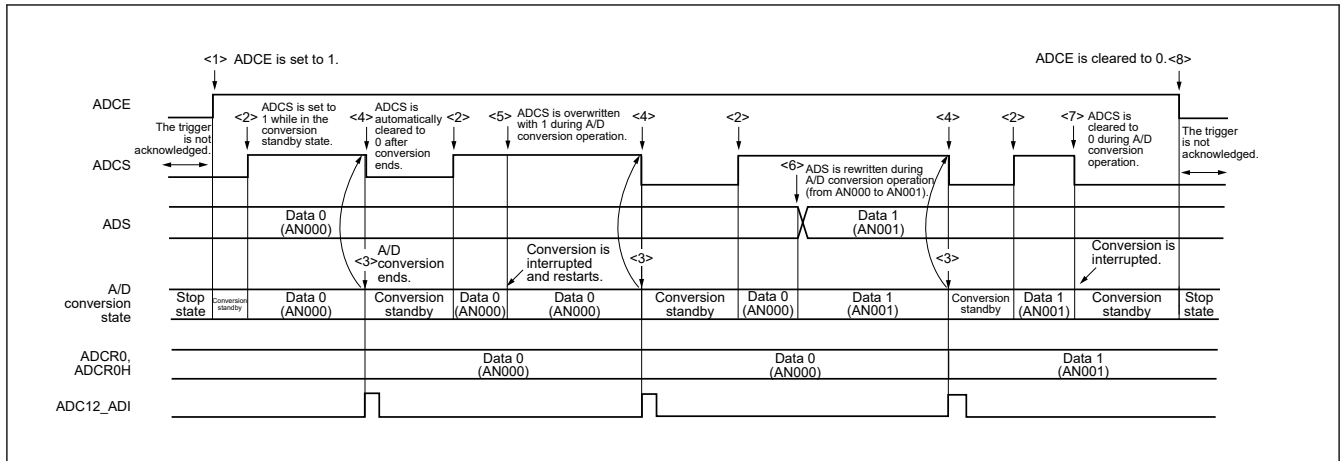 <1> ADCE is set to 1.
ADCE is cleared to 0. <8>
ADCE
The trigger
is not
acknowledged.
<2>
ADCS is set to
1 while in the
conversion
standby state.
<4>
ADCS is
automatically
cleared to
0 after
conversion
ends.
<2>
<5>
ADCS is overwritten
with 1 during A/D
conversion operation.
<4>
<2>
<4>
<2>
<7>
ADCS is
cleared to
0 during A/D
conversion
operation.
The trigger
is not
acknowledged.
ADCS
<6>
ADS is rewritten during
A/D conversion operation
(from AN000 to AN001).
ADS
Data 0
(AN000)
Data 1
(AN001)
<3>
A/D
conversion
ends.
Conversion is
interrupted
and restarts.
<3>
<3>
Conversion is
interrupted.
A/D
conversion
state
Stop
state
Conversion
standby
Data 0
(AN000)
Conversion
standby
Data 0
(AN000)
Data 0
(AN000)
Conversion
standby
Data 0
(AN000)
Data 1
(AN001)
Conversion
standby
Data 1
(AN001)
Conversion
standby
Stop
state
ADCR0,
ADCR0H
Data 0
(AN000)
Data 0
(AN000)
Data 1
(AN001)
ADC12_ADI